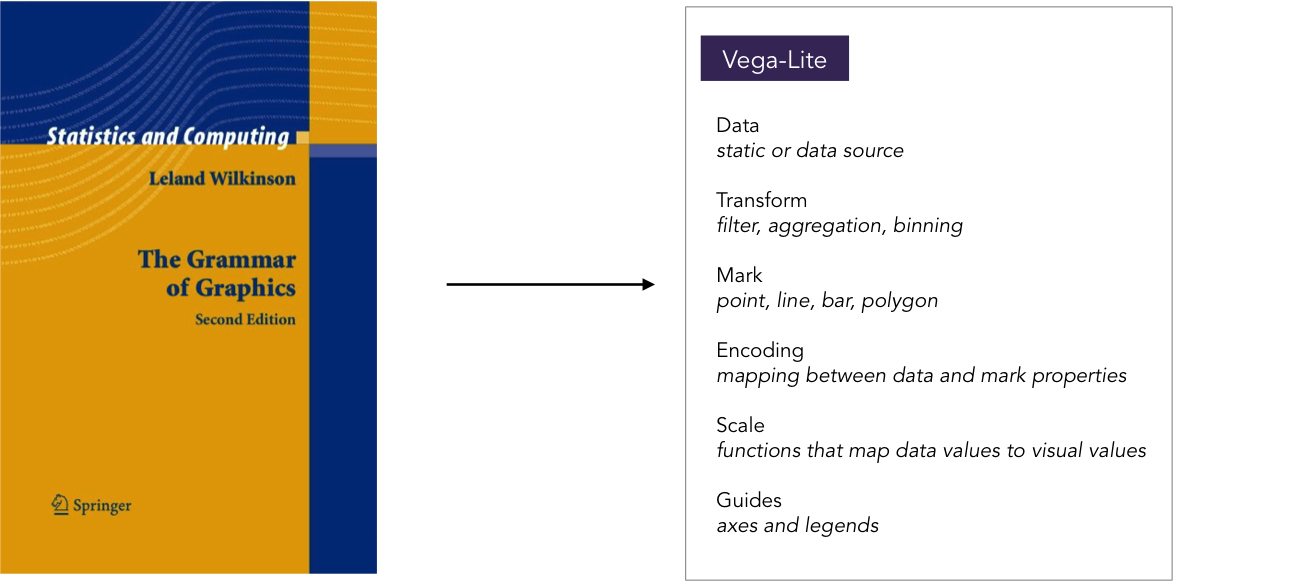 Statistics and Computing
Leland Wilkinson
The Grammar
of Graphics
Second Edition
Springer
Vega-Lite
Data
static or data source
Transform
filter, aggregation, binning
Mark
point, line, bar, polygon
Encoding
mapping between data and mark properties
Scale
functions that map data values to visual values
Guides
axes and legends